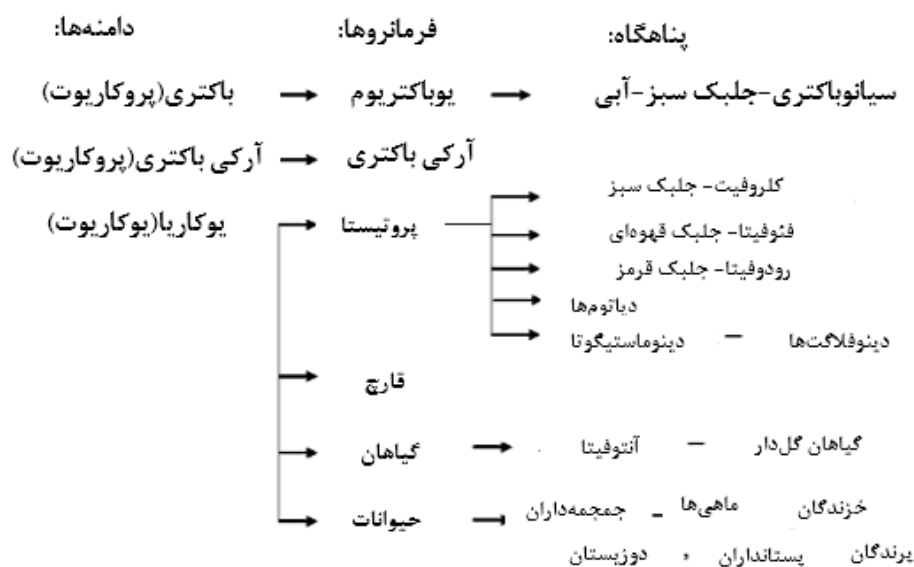 دامنه‌ها: فرمانروها: پناهگاه:
باکتری(پروکاریوت) یوباکتریوم سیانوباکتری-جلبک سبز-آبی
آرکی باکتری(پروکاریوت) آرکی باکتری
کلروفیت- جلبک سبز
یوکاریا(یوکاریوت) پروتیستا فئوفیتا- جلبک قهوه‌ای
رودوفیتا- جلبک قرمز
دیاتوم‌ها
دینوماستیگوتا – دینوفلاگت‌ها
قارچ
گیاهان آنتوفیتا – گیاهان گل‌دار
حیوانات جمجمه‌داران – ماهی‌ها خزندگان
دوزیستان , پستانداران پرندگان